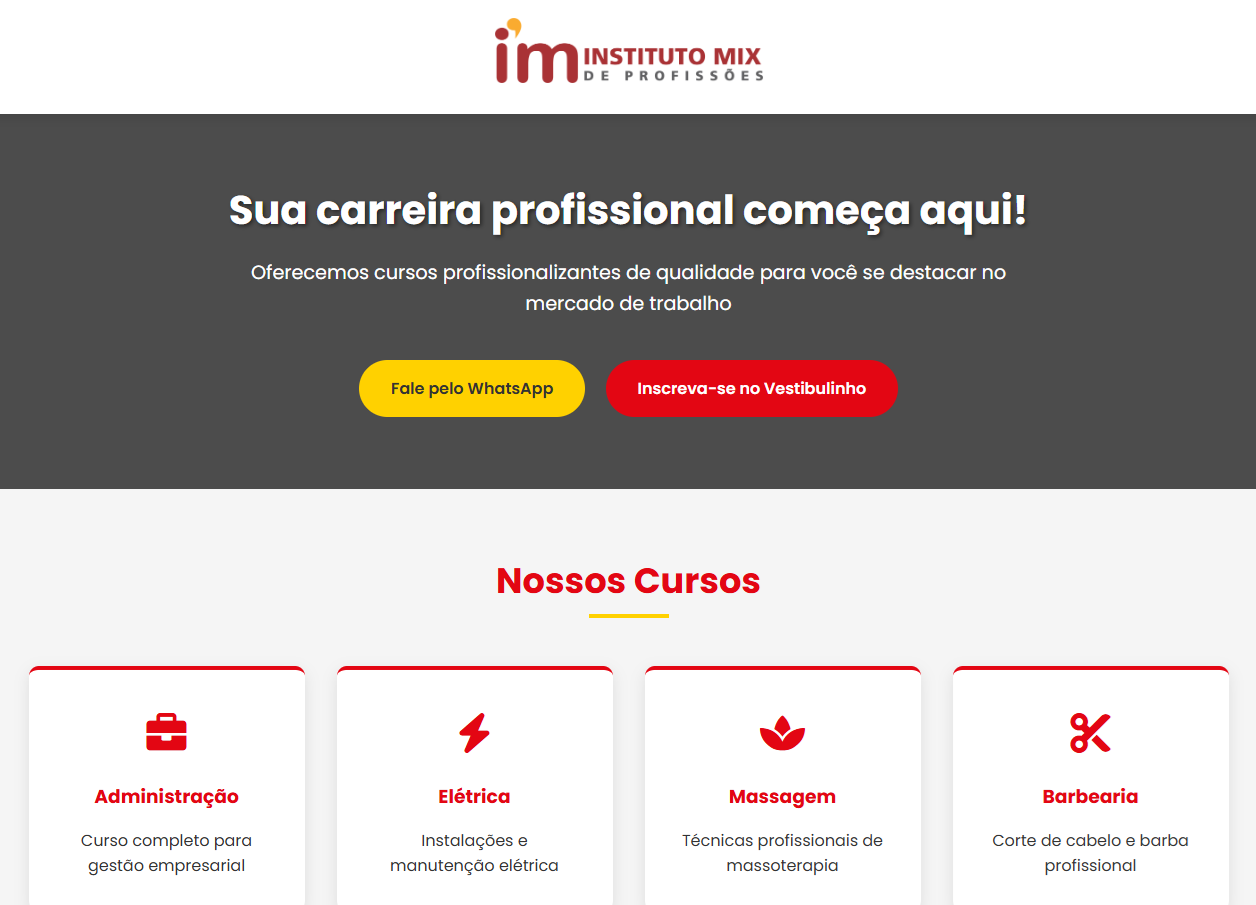 i'm INSTITUTO MIX
DE PROFISSÕES
Sua carreira profissional começa aqui!
Oferecemos cursos profissionalizantes de qualidade para você se destacar no
mercado de trabalho
Fale pelo WhatsApp
Inscreva-se no Vestibulinho
Nossos Cursos
Administração
Curso completo para
gestão empresarial
Elétrica
Instalações e
manutenção elétrica
Massagem
Técnicas profissionais de
massoterapia
Barbearia
Corte de cabelo e barba
profissional